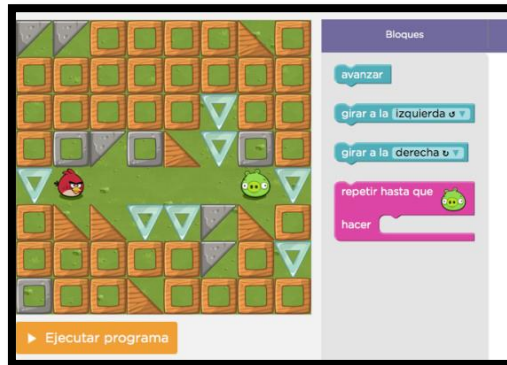 Bloques
avanzar
girar a la izquierda ↺ ▼
girar a la derecha ↻ ▼
repetir hasta que
hacer
Ejecutar programa